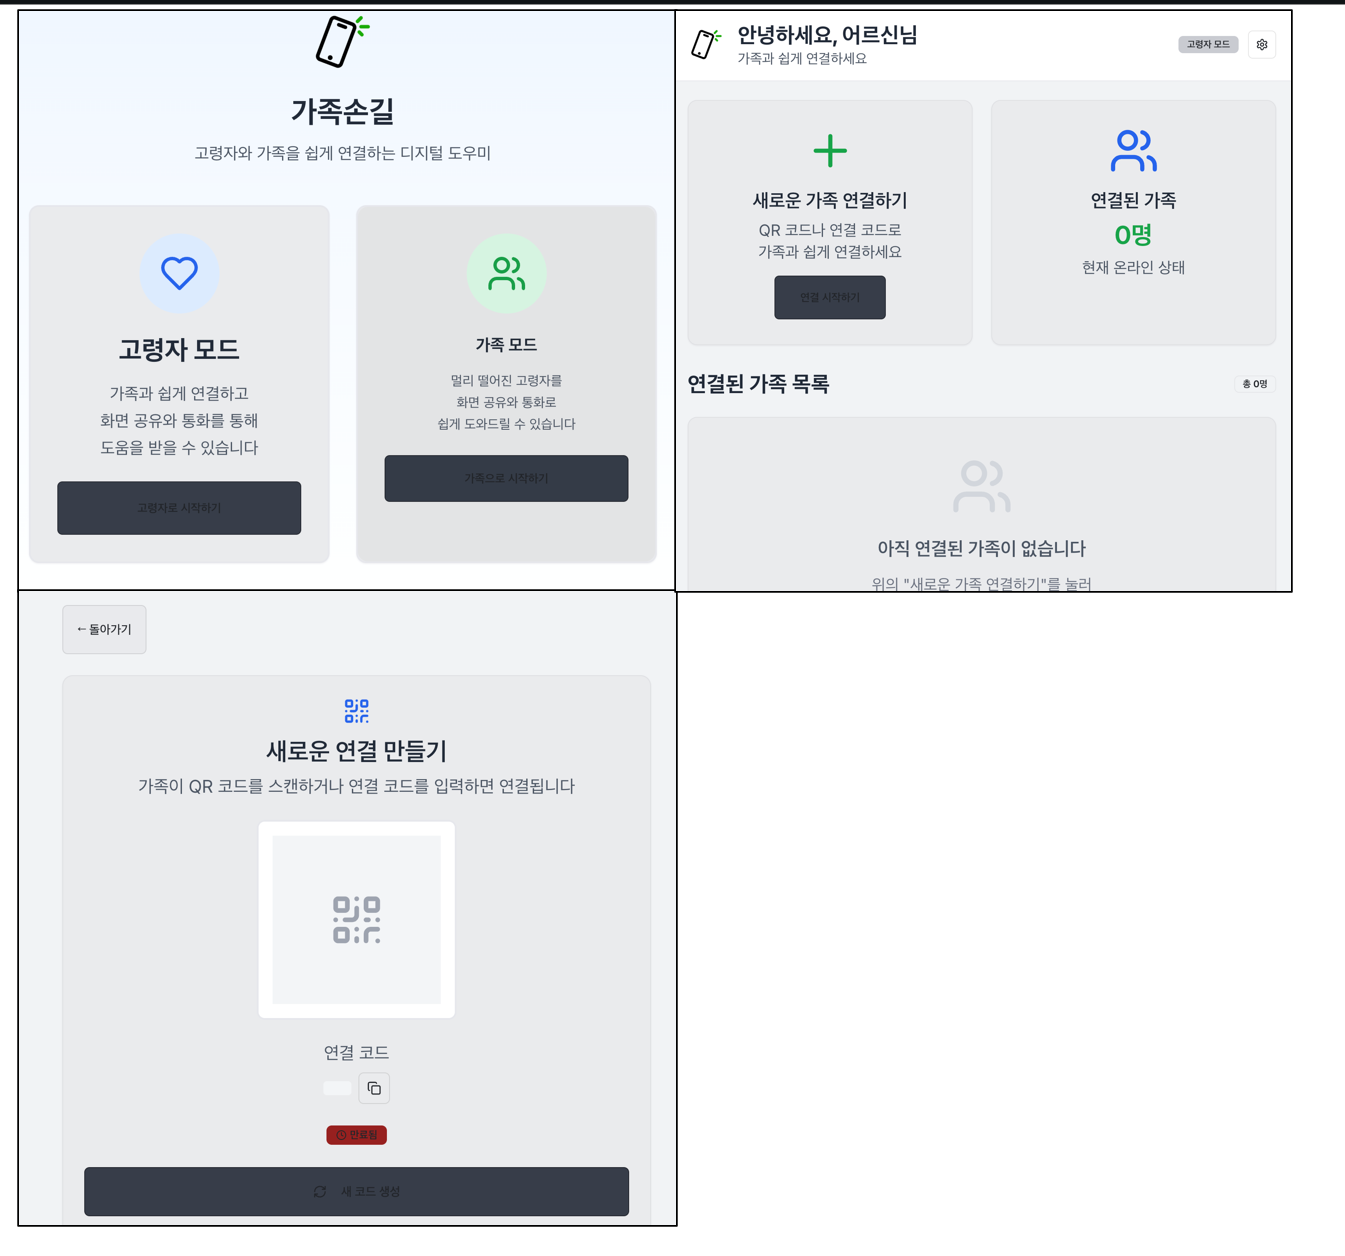 가족손길
고령자와 가족을 쉽게 연결하는 디지털 도우미
고령자 모드
가족과 쉽게 연결하고
화면 공유와 통화를 통해
도움을 받을 수 있습니다
고령자로 시작하기
가족 모드
멀리 떨어진 고령자를
화면 공유와 통화로
쉽게 도와드릴 수 있습니다
가족으로 시작하기
안녕하세요, 어르신님
가족과 쉽게 연결하세요
고령자 모드
새로운 가족 연결하기
QR 코드나 연결 코드로
가족과 쉽게 연결하세요
연결 시작하기
연결된 가족
0명
현재 온라인 상태
연결된 가족 목록
총 0명
아직 연결된 가족이 없습니다
위의 "새로운 가족 연결하기"를 눌러
← 돌아가기
새로운 연결 만들기
가족이 QR 코드를 스캔하거나 연결 코드를 입력하면 연결됩니다
연결 코드
만료됨
새 코드 생성